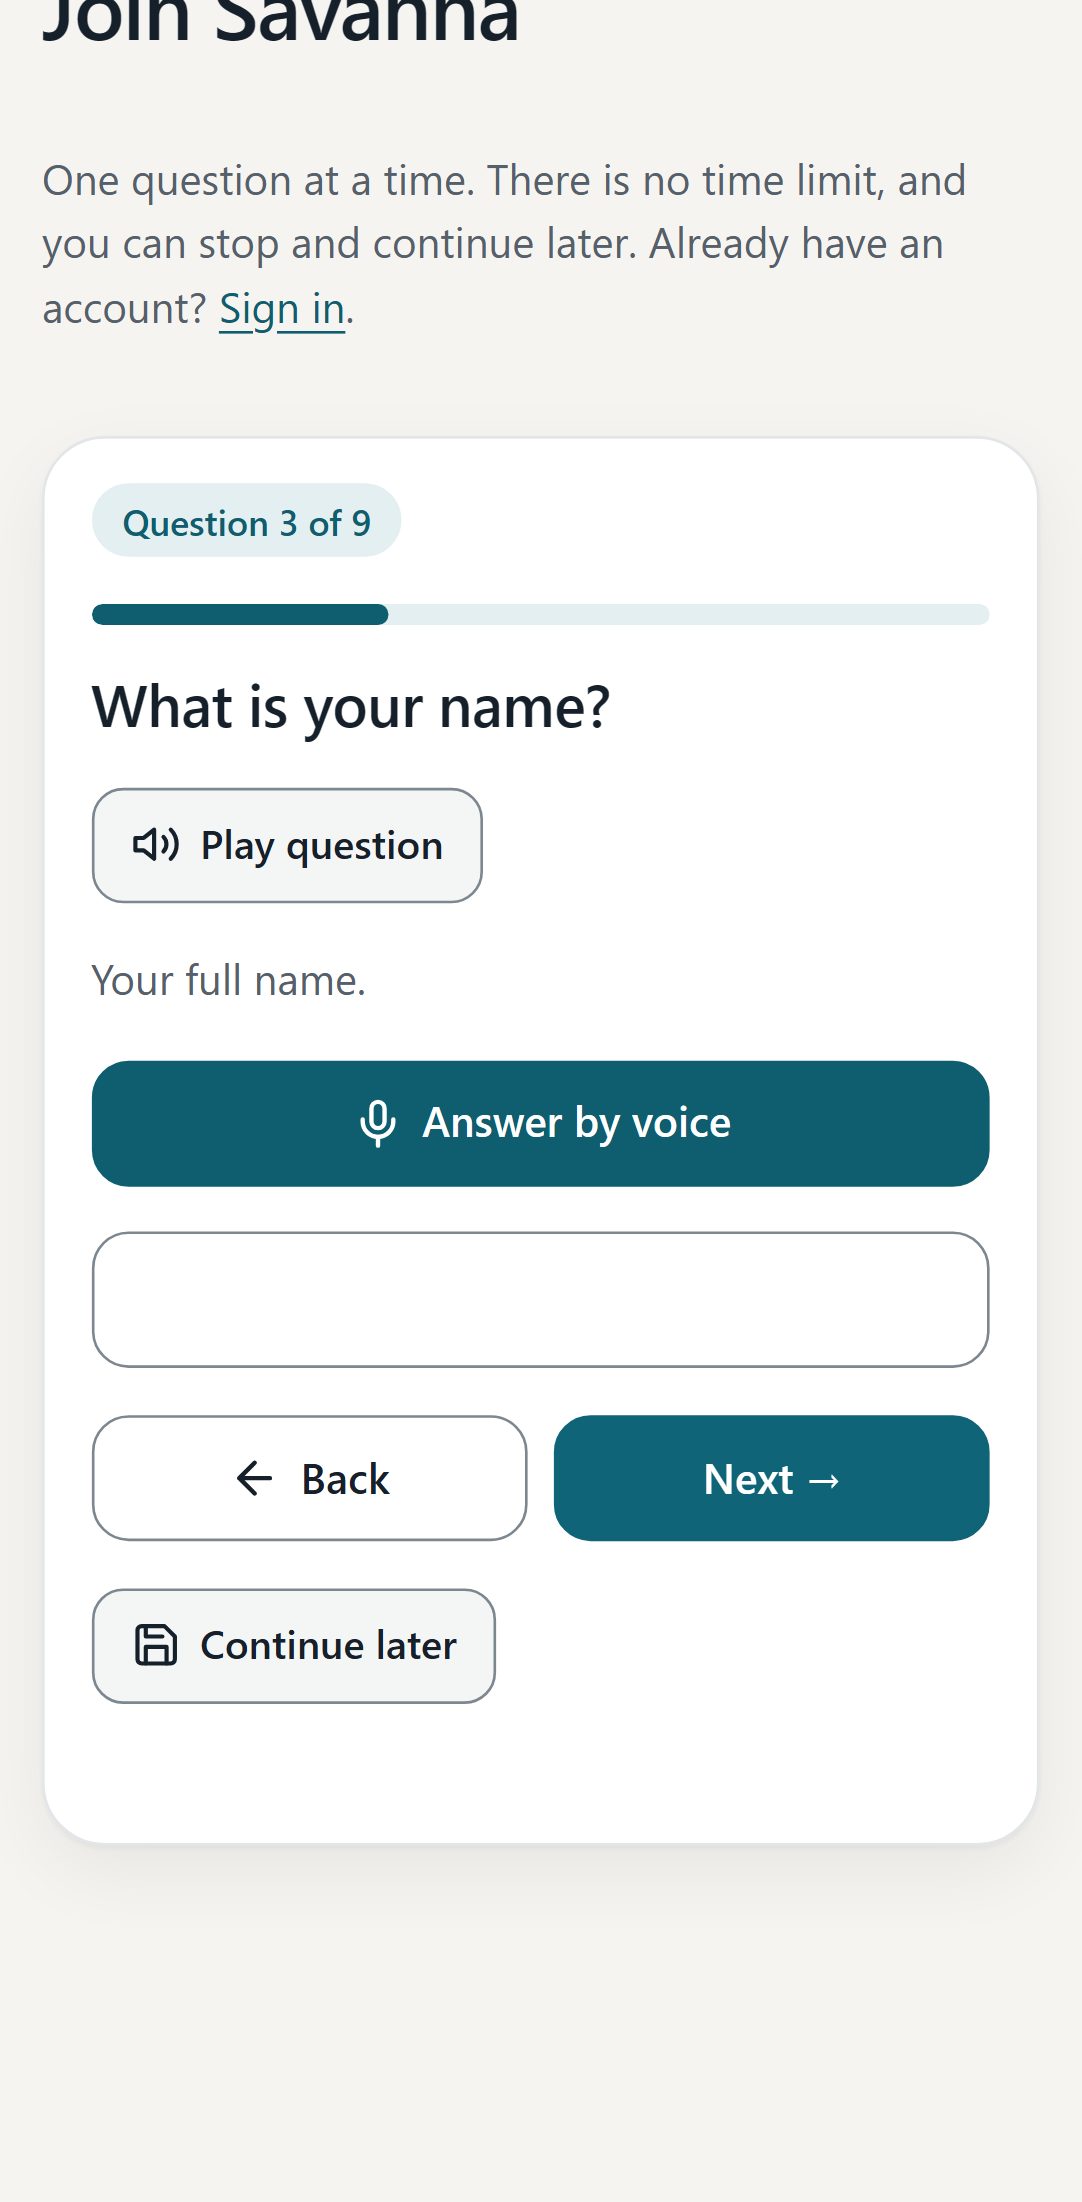 Join Savanna
One question at a time. There is no time limit, and
you can stop and continue later. Already have an
account? Sign in.
Question 3 of 9
What is your name?
Play question
Your full name.
Answer by voice
Back
Next →
Continue later